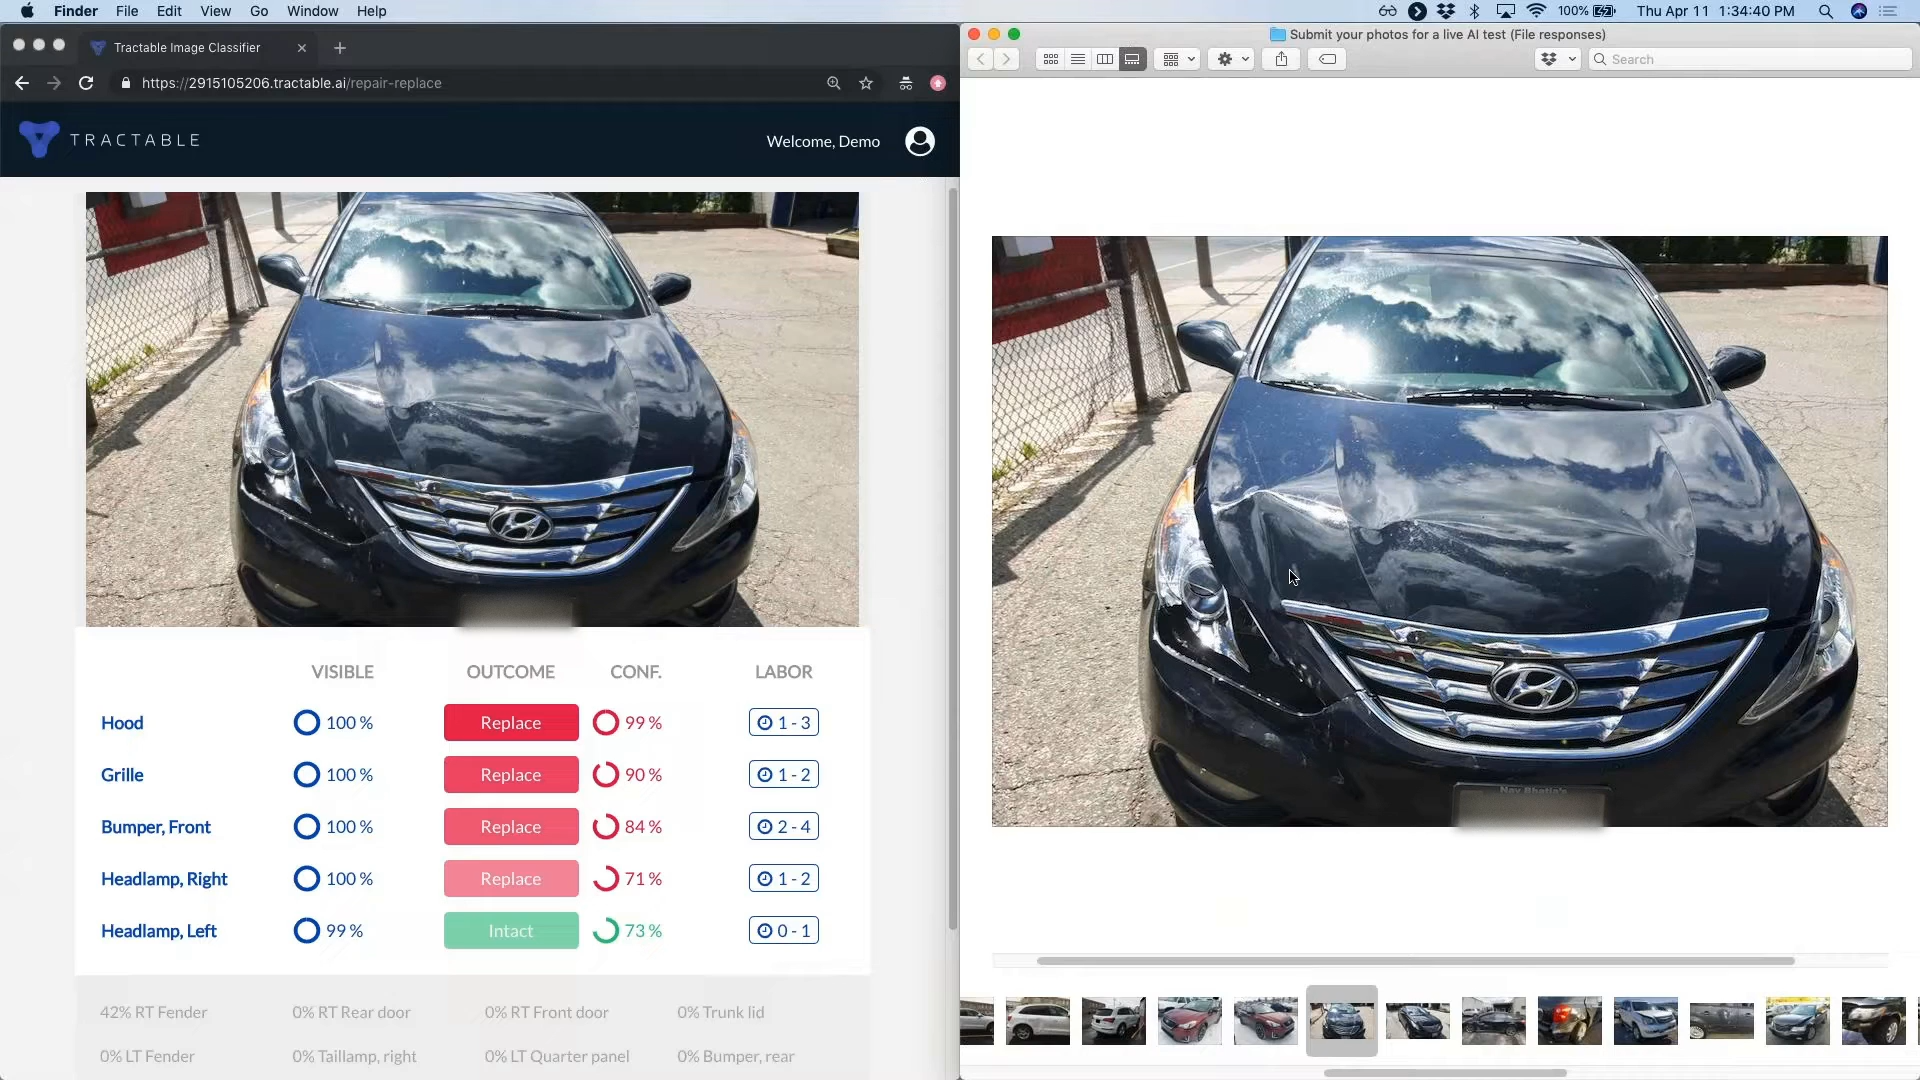 Finder File Edit View Go Window Help
100% Thu Apr 11 1:34:40 PM
Tractable Image Classifier
https://2915105206.tractable.ai/repair-replace
TRACTABLE
Welcome, Demo
VISIBLE OUTCOME CONF. LABOR
Hood 100 % Replace 99 % 1 - 3
Grille 100 % Replace 90 % 1 - 2
Bumper, Front 100 % Replace 84 % 2 - 4
Headlamp, Right 100 % Replace 71 % 1 - 2
Headlamp, Left 99 % Intact 73 % 0 - 1
42% RT Fender 0% RT Rear door 0% RT Front door 0% Trunk lid
0% LT Fender 0% Taillamp, right 0% LT Quarter panel 0% Bumper, rear
Submit your photos for a live AI test (File responses)
Search
Nav Bhatia's